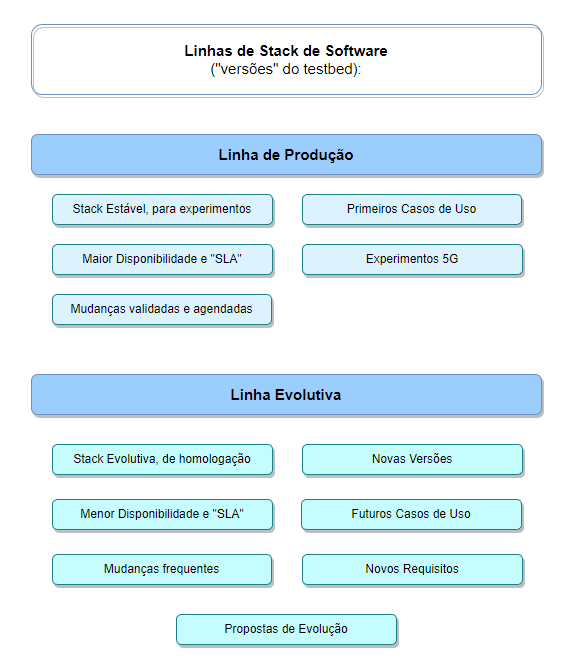 Linhas de Stack de Software
("versões" do testbed):
Linha de Produção
Stack Estável, para experimentos
Primeiros Casos de Uso
Maior Disponibilidade e "SLA"
Experimentos 5G
Mudanças validadas e agendadas
Linha Evolutiva
Stack Evolutiva, de homologação
Novas Versões
Menor Disponibilidade e "SLA"
Futuros Casos de Uso
Mudanças frequentes
Novos Requisitos
Propostas de Evolução